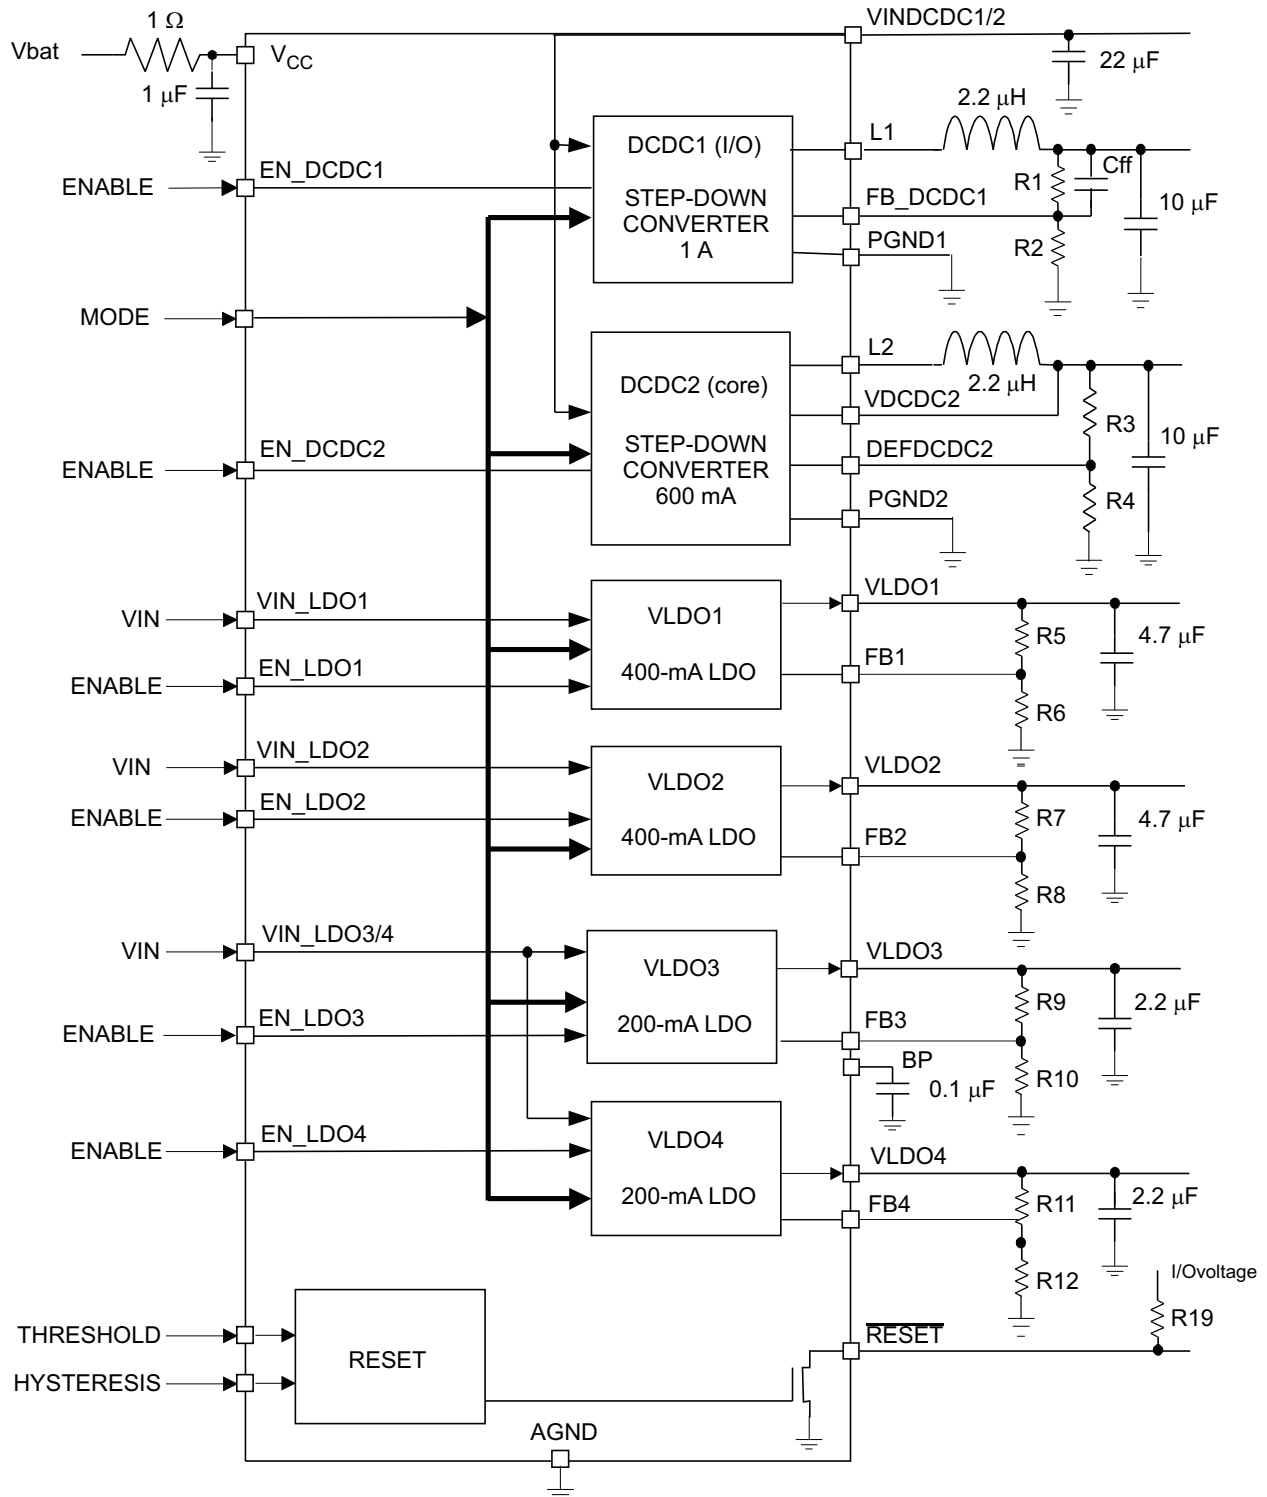 1 Ω
VINDCDC1/2
Vbat
VCC
22 μF
1 μF
2.2 μH
L1
DCDC1 (I/O)
STEP-DOWN
CONVERTER
1 A
EN_DCDC1
ENABLE
R1
Cff
FB_DCDC1
10 μF
PGND1
R2
MODE
L2
2.2 μH
DCDC2 (core)
STEP-DOWN
CONVERTER
600 mA
VDCDC2
R3
10 μF
EN_DCDC2
ENABLE
DEFDCDC2
PGND2
R4
VIN
VIN_LDO1
VLDO1
400-mA LDO
VLDO1
R5
4.7 μF
ENABLE
EN_LDO1
FB1
R6
VIN
VIN_LDO2
VLDO2
400-mA LDO
VLDO2
R7
4.7 μF
ENABLE
EN_LDO2
FB2
R8
VIN
VIN_LDO3/4
VLDO3
200-mA LDO
VLDO3
R9
2.2 μF
ENABLE
EN_LDO3
FB3
BP
0.1 μF
R10
ENABLE
EN_LDO4
VLDO4
200-mA LDO
VLDO4
R11
2.2 μF
FB4
R12
I/Ovoltage
R19
THRESHOLD
HYSTERESIS
RESET
RESET
AGND